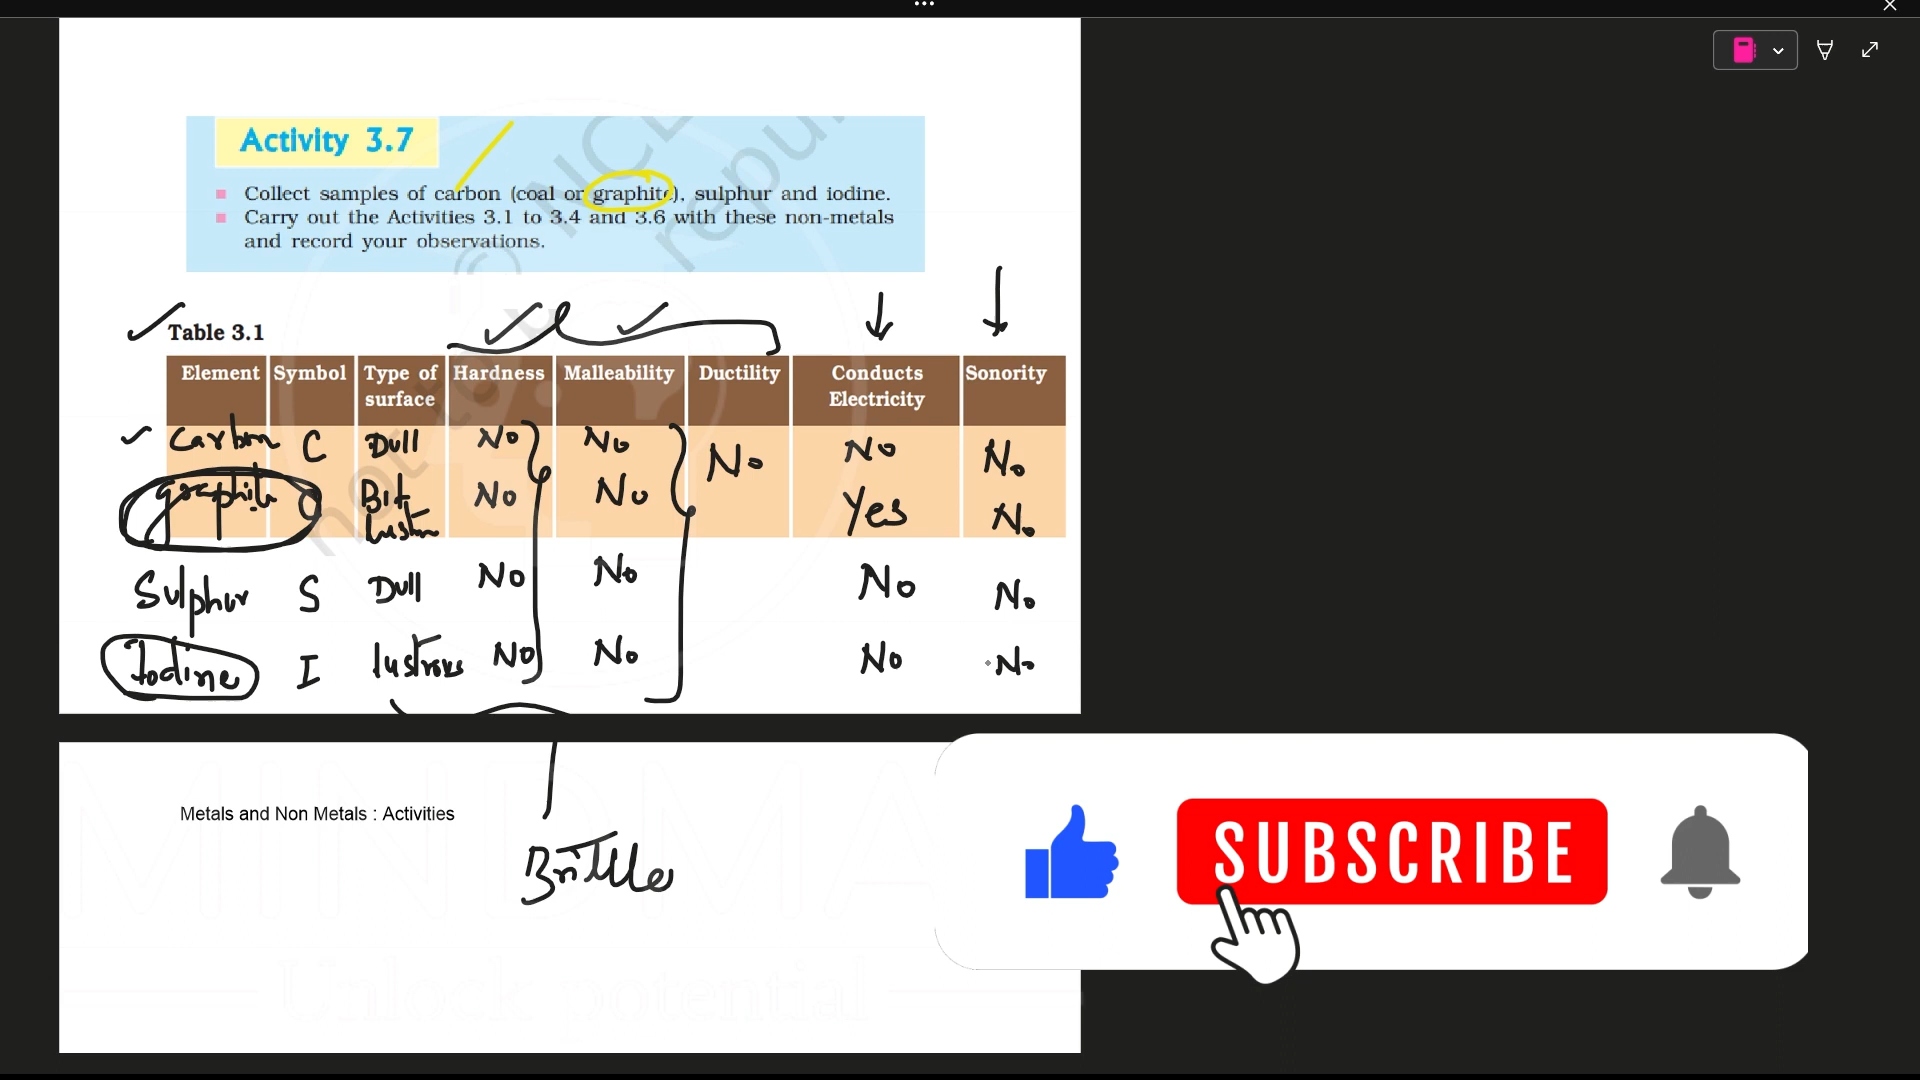 Activity 3.7
Collect samples of carbon (coal or graphite), sulphur and iodine.
Carry out the Activities 3.1 to 3.4 and 3.6 with these non-metals
and record your observations.
Table 3.1
Element Symbol Type of surface Hardness Malleability Ductility Conducts Electricity Sonority
Carbon C Dull No No No No No
graphite C Bit Lustre No No Yes No
Sulphur S Dull No No No No
Iodine I lustrous No No No No
Metals and Non Metals : Activities
Brittle
SUBSCRIBE
Unlock potential